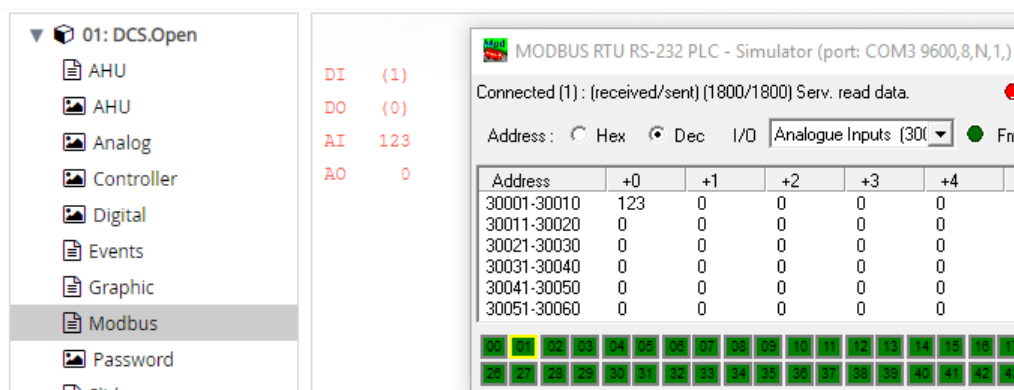 01: DCS.Open
AHU
AHU
Analog
Controller
Digital
Events
Graphic
Modbus
Password
DI (1)
DO (0)
AI 123
AO 0
MODBUS RTU RS-232 PLC - Simulator (port: COM3 9600,8,N,1,)
Connected (1) : (received/sent) (1800/1800) Serv. read data.
Address : Hex Dec I/O Analogue Inputs (30
Address +0 +1 +2 +3 +4
30001-30010 123 0 0 0 0
30011-30020 0 0 0 0 0
30021-30030 0 0 0 0 0
30031-30040 0 0 0 0 0
30041-30050 0 0 0 0 0
30051-30060 0 0 0 0 0
00 01 02 03 04 05 06 07 08 09 10 11 12 13 14 15 16 17
26 27 28 29 30 31 32 33 34 35 36 37 38 39 40 41 42